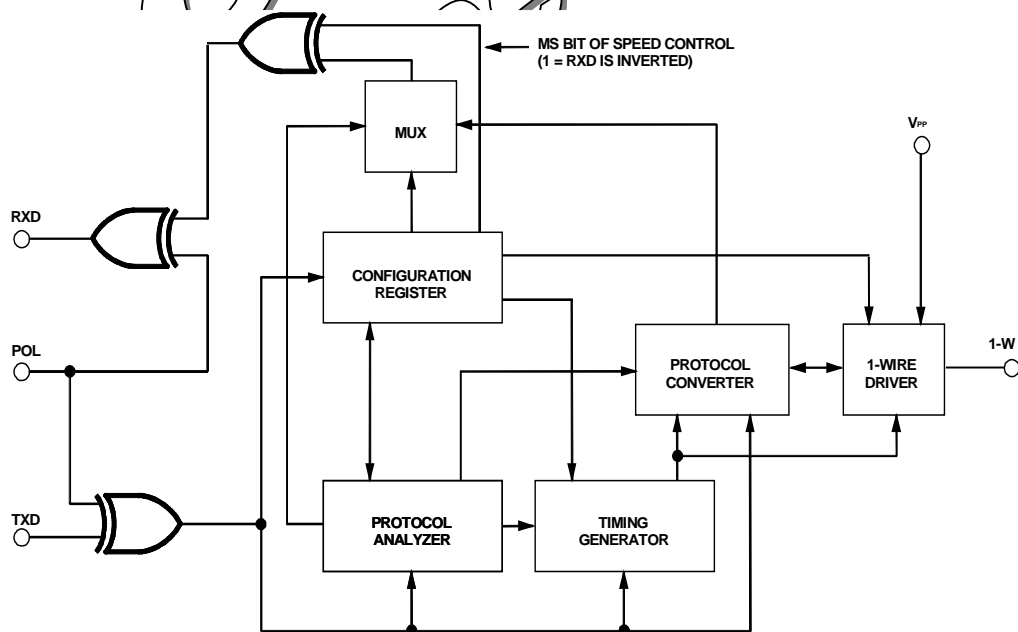 MS BIT OF SPEED CONTROL
(1 = RXD IS INVERTED)
MUX
VPP
RXD
CONFIGURATION
REGISTER
POL
PROTOCOL
CONVERTER
1-WIRE
DRIVER
1-W
TXD
PROTOCOL
ANALYZER
TIMING
GENERATOR